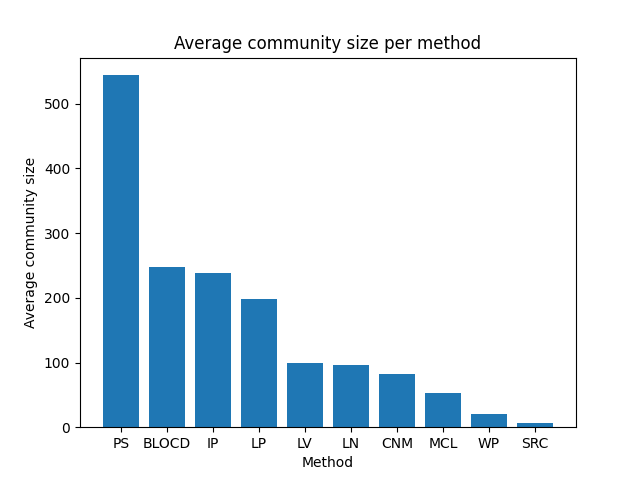 Average community size per method
Average community size
500
400
300
200
100
0
PS BLOCD IP LP LV LN CNM MCL WP SRC
Method